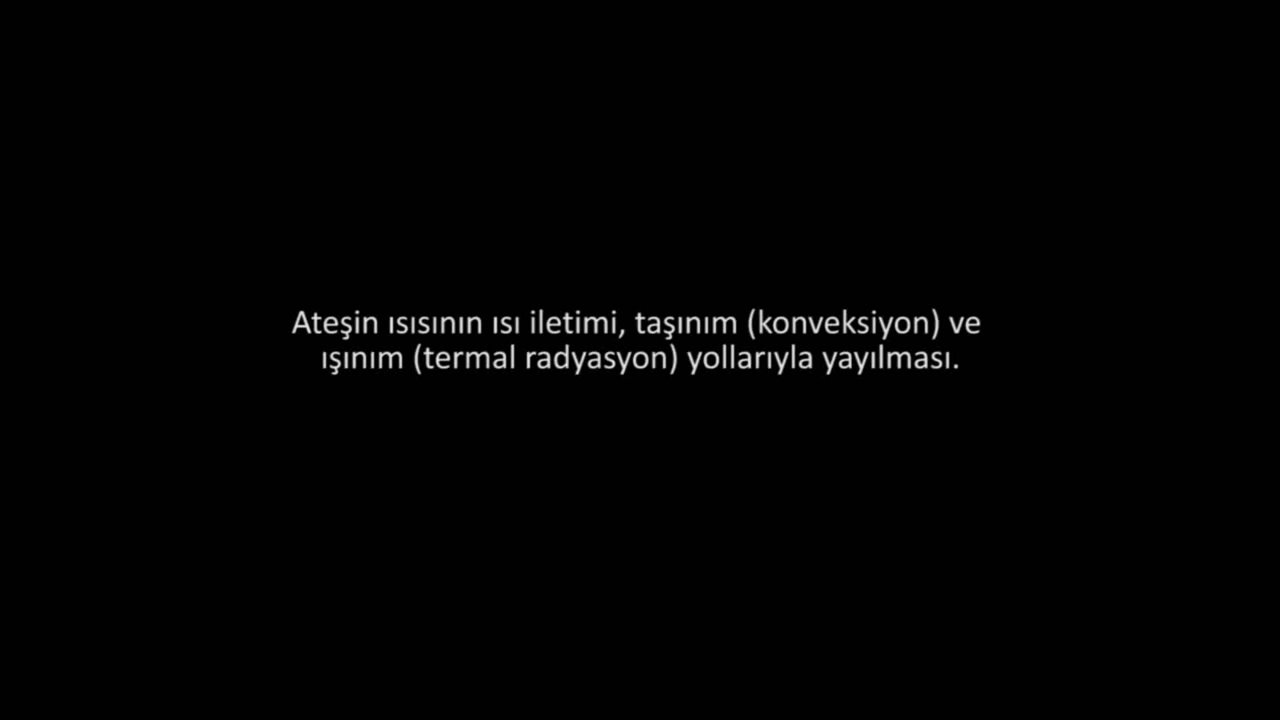 Ateşin ısısının ısı iletimi, taşınım (konveksiyon) ve
ışınım (termal radyasyon) yollarıyla yayılması.